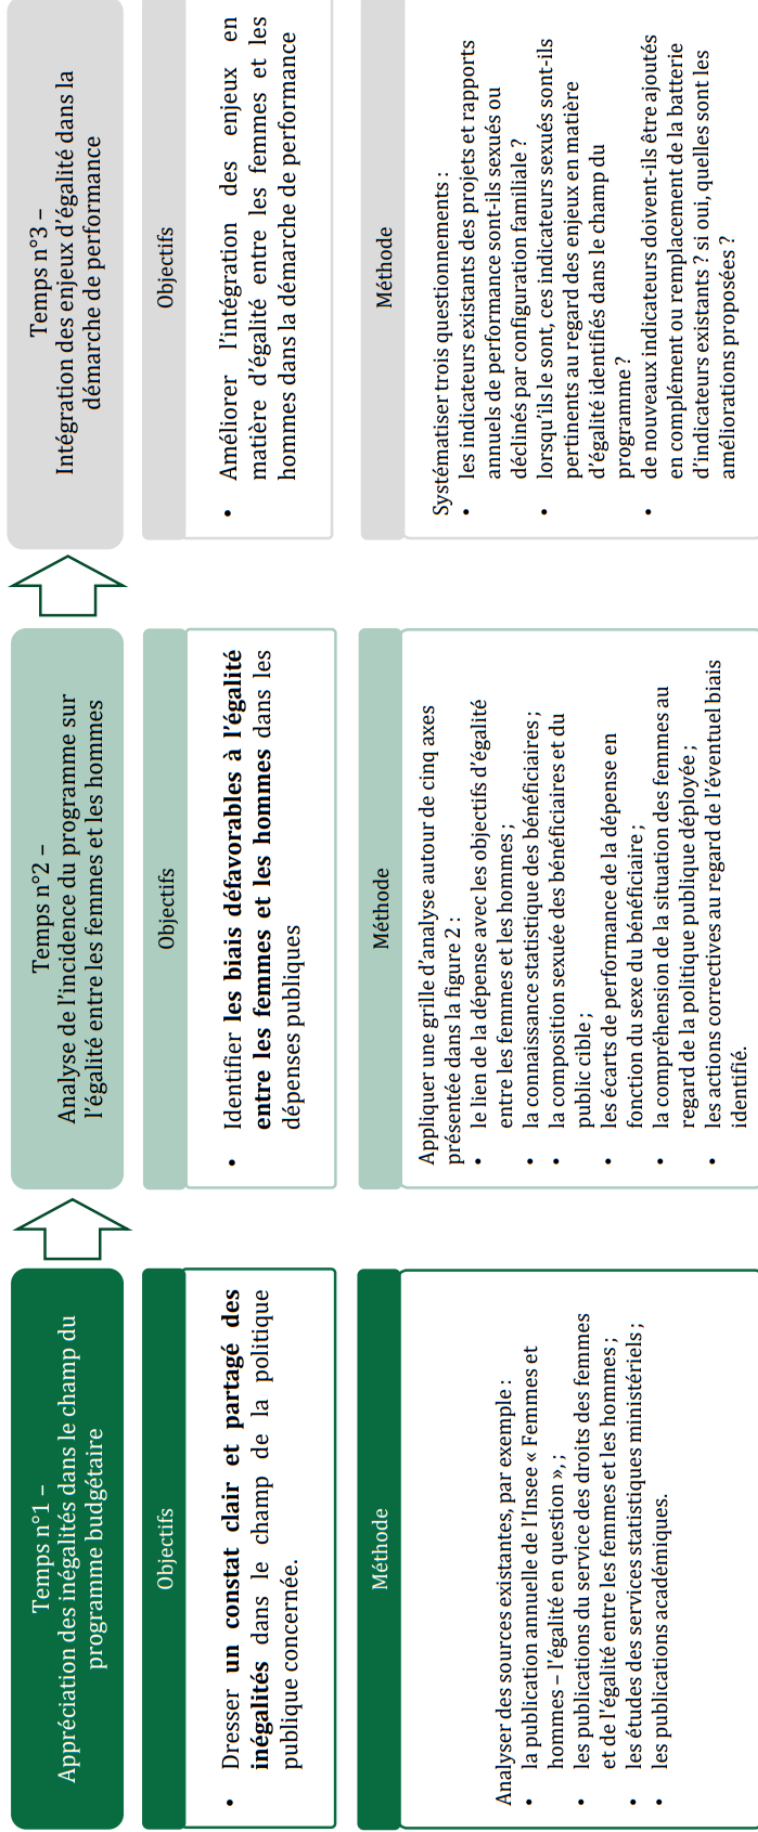 Temps n°1 –
Appréciation des inégalités dans le champ du
programme budgétaire
Objectifs
• Dresser un constat clair et partagé des
inégalités dans le champ de la politique
publique concernée.
Méthode
Analyser des sources existantes, par exemple :
• la publication annuelle de l'Insee « Femmes et
hommes – l'égalité en question », ;
• les publications du service des droits des femmes
et de l'égalité entre les femmes et les hommes ;
• les études des services statistiques ministériels ;
• les publications académiques.
Temps n°2 –
Analyse de l'incidence du programme sur
l'égalité entre les femmes et les hommes
Objectifs
• Identifier les biais défavorables à l'égalité
entre les femmes et les hommes dans les
dépenses publiques
Méthode
Appliquer une grille d'analyse autour de cinq axes
présentée dans la figure 2 :
• le lien de la dépense avec les objectifs d'égalité
entre les femmes et les hommes ;
• la connaissance statistique des bénéficiaires ;
• la composition sexuée des bénéficiaires et du
public cible ;
• les écarts de performance de la dépense en
fonction du sexe du bénéficiaire ;
• la compréhension de la situation des femmes au
regard de la politique publique déployée ;
• les actions correctives au regard de l'éventuel biais
identifié.
Temps n°3 –
Intégration des enjeux d'égalité dans la
démarche de performance
Objectifs
• Améliorer l'intégration des enjeux en
matière d'égalité entre les femmes et les
hommes dans la démarche de performance
Méthode
Systématiser trois questionnements :
• les indicateurs existants des projets et rapports
annuels de performance sont-ils sexués ou
déclinés par configuration familiale ?
• lorsqu'ils le sont, ces indicateurs sexués sont-ils
pertinents au regard des enjeux en matière
d'égalité identifiés dans le champ du
programme ?
• de nouveaux indicateurs doivent-ils être ajoutés
en complément ou remplacement de la batterie
d'indicateurs existants ? si oui, quelles sont les
améliorations proposées ?